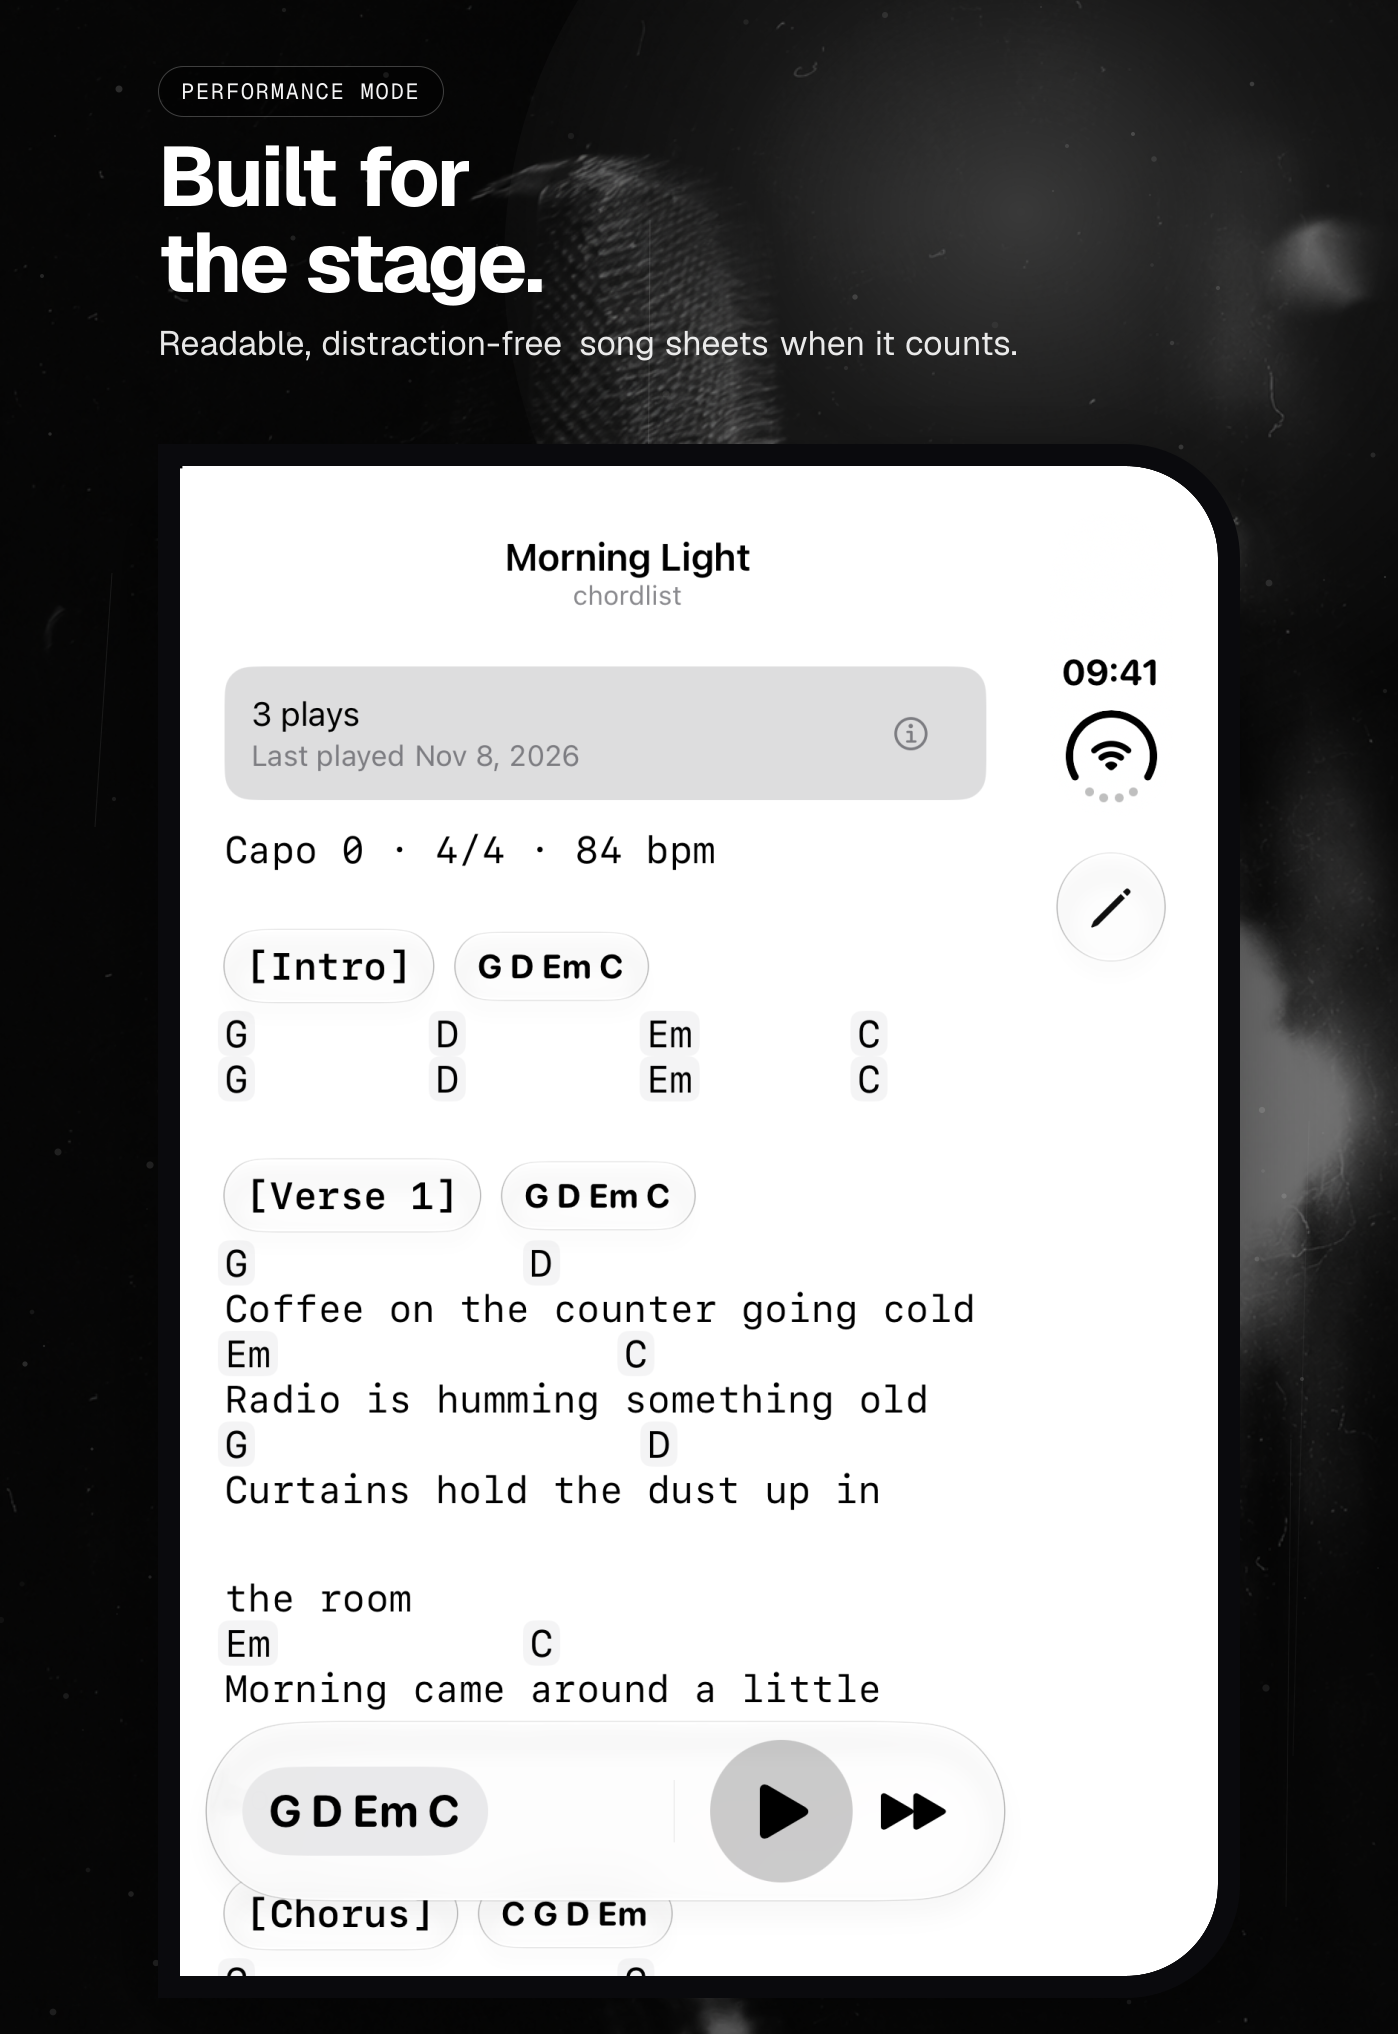 PERFORMANCE MODE
Built for
the stage.
Readable, distraction-free song sheets when it counts.
Morning Light
chordlist
09:41
3 plays
Last played Nov 8, 2026
Capo 0 · 4/4 · 84 bpm
[Intro] G D Em C
G D Em C
G D Em C
[Verse 1] G D Em C
G D
Coffee on the counter going cold
Em C
Radio is humming something old
G D
Curtains hold the dust up in
the room
Em C
Morning came around a little
G D Em C
[Chorus] C G D Em